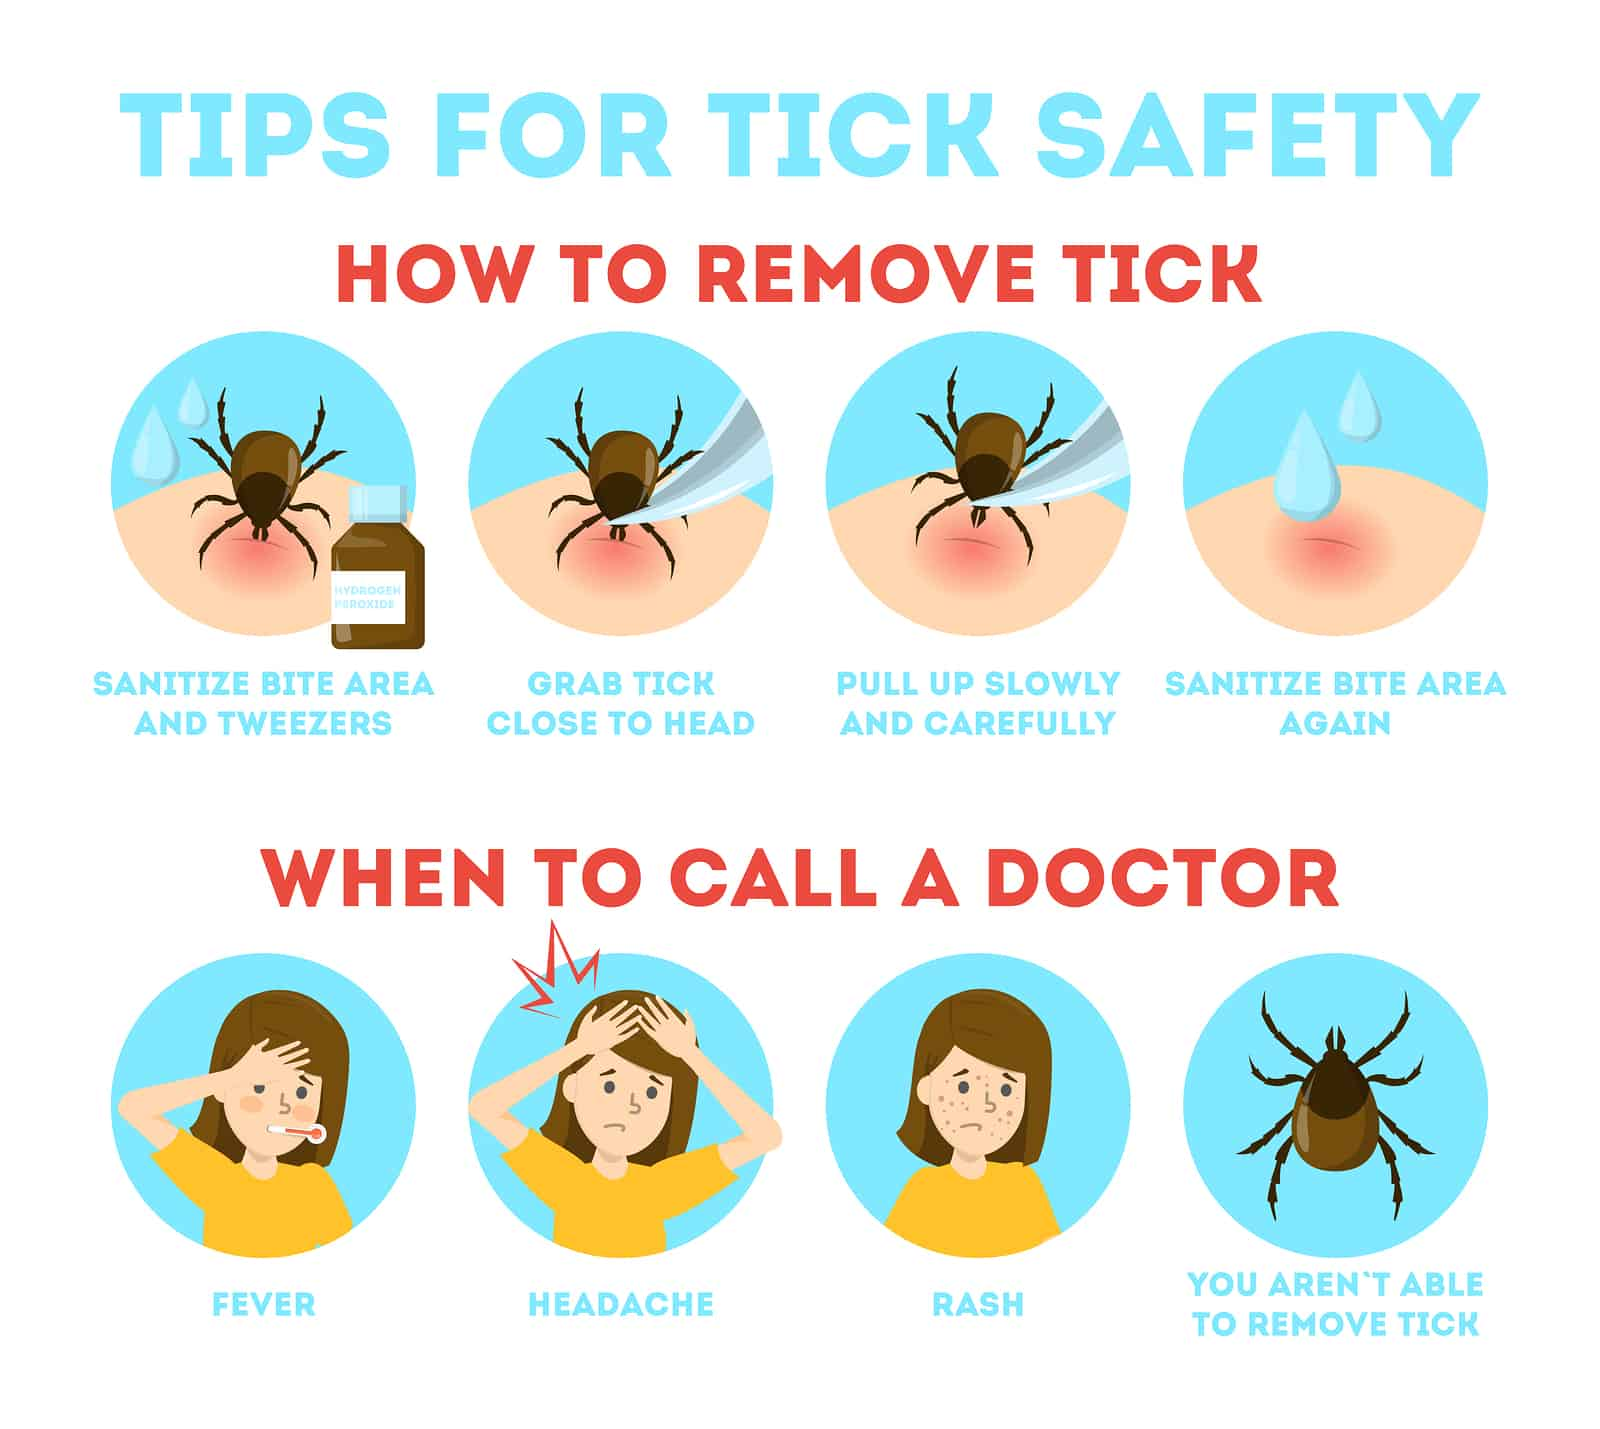 TIPS FOR TICK SAFETY
HOW TO REMOVE TICK
HYDROGEN
PEROXIDE
SANITIZE BITE AREA
AND TWEEZERS
GRAB TICK
CLOSE TO HEAD
PULL UP SLOWLY
AND CAREFULLY
SANITIZE BITE AREA
AGAIN
WHEN TO CALL A DOCTOR
FEVER
HEADACHE
RASH
YOU AREN`T ABLE
TO REMOVE TICK